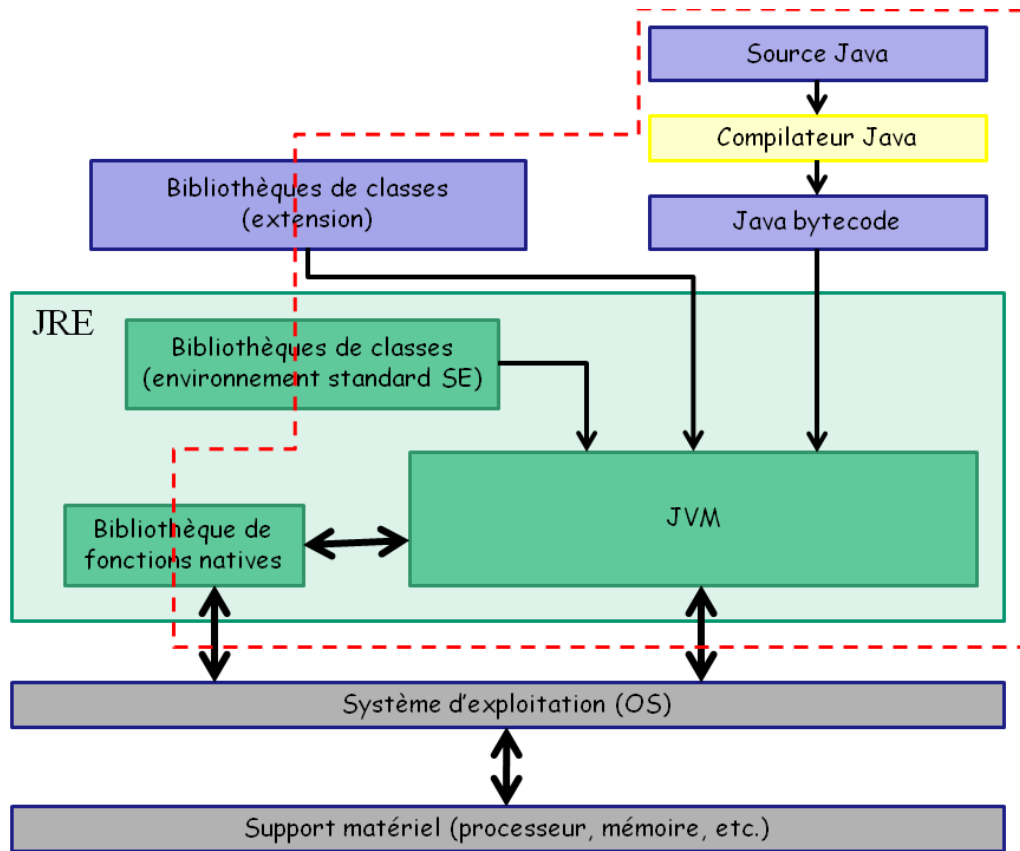 Source Java
Compilateur Java
Bibliothèques de classes
(extension)
Java bytecode
JRE
Bibliothèques de classes
(environnement standard SE)
JVM
Bibliothèque de
fonctions natives
Système d'exploitation (OS)
Support matériel (processeur, mémoire, etc.)